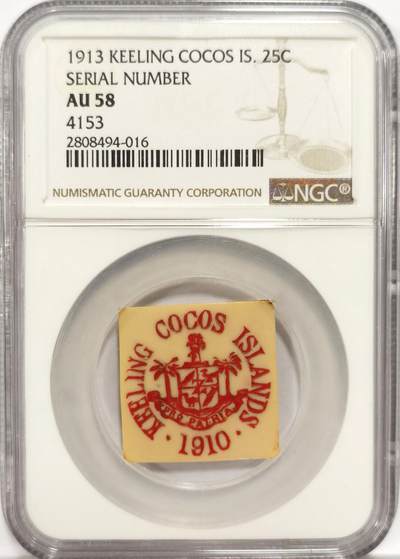 1913 KEELING COCOS IS. 25C
SERIAL NUMBER
AU 58
4153
2808494-016
NUMISMATIC GUARANTY CORPORATION
NGC®
KEELING COCOS ISLANDS
PRO PATRIA
· 1910 ·